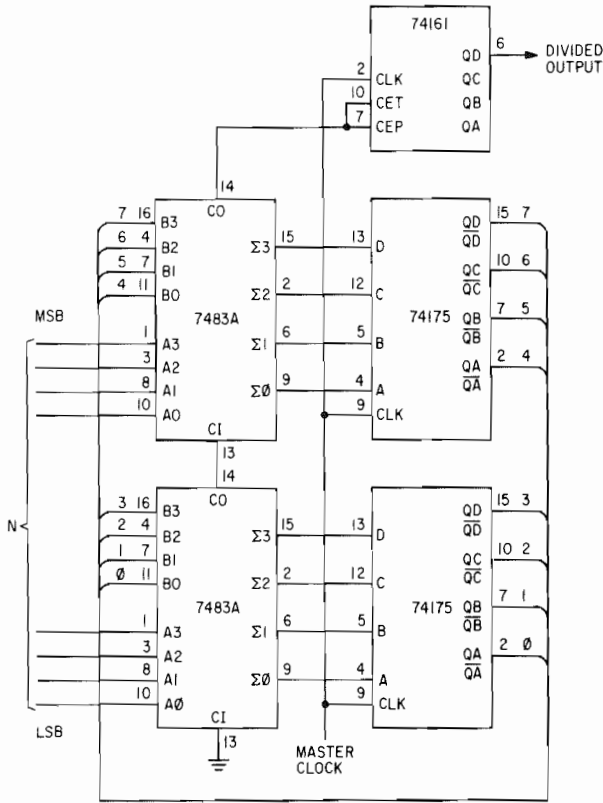 74161
6
QD
DIVIDED
OUTPUT
2
CLK
QC
10
CET
QB
7
CEP
QA
14
CO
7 16 B3
6 4 B2
5 7 B1
4 11 B0
MSB
1 A3
3 A2
8 A1
10 A0
7483A
Σ3 15
Σ2 2
Σ1 6
Σ0 9
CI
13
13 D
12 C
5 B
4 A
9 CLK
74175
QD 15 7
QD
QC 10 6
QC
QB 7 5
QB
QA 2 4
QA
N
14
CO
3 16 B3
2 4 B2
1 7 B1
Ø 11 B0
1 A3
3 A2
8 A1
10 AØ
LSB
7483A
Σ3 15
Σ2 2
Σ1 6
ΣØ 9
CI
13
13 D
12 C
5 B
4 A
9 CLK
74175
QD 15 3
QD
QC 10 2
QC
QB 7 1
QB
QA 2 Ø
QA
MASTER
CLOCK